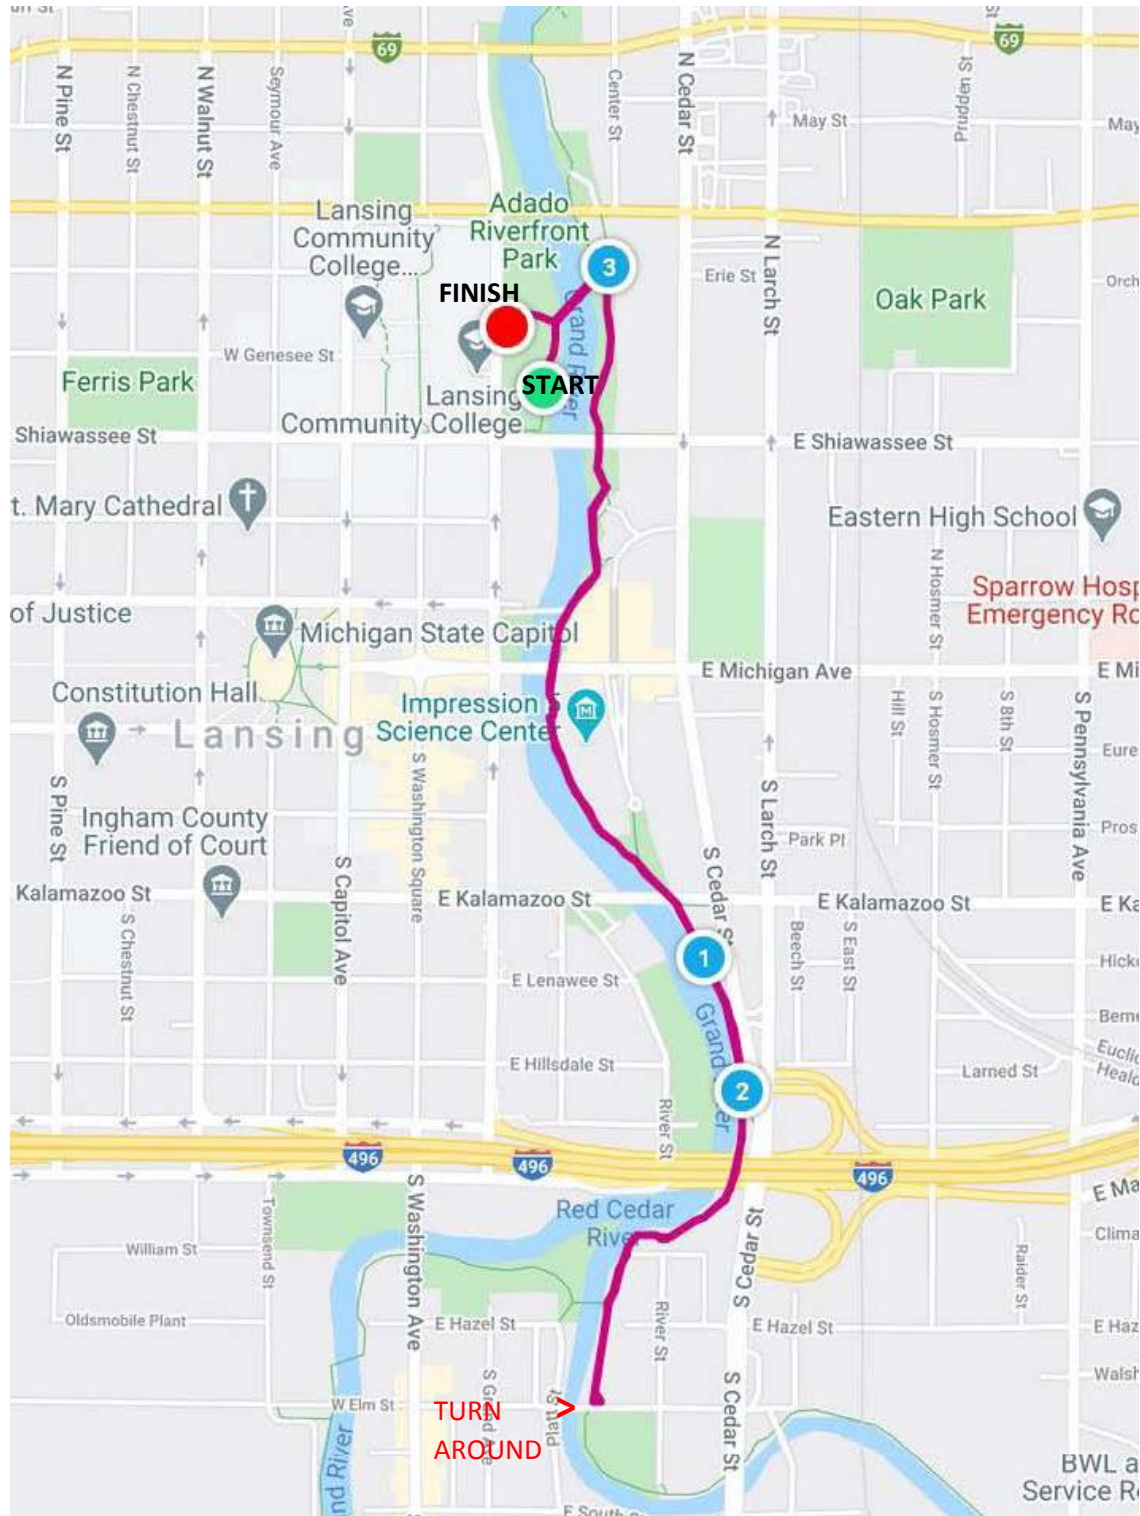 69
69
N Pine St
N Chestnut St
N Walnut St
Seymour Ave
Center St
N Cedar St
May St
Prudden St
May
Lansing
Community
College...
Adado
Riverfront
Park
3
N Larch St
Erie St
Oak Park
Orch
FINISH
Grand River
W Genesee St
Ferris Park
START
Lansing
Community College
Shiawassee St
E Shiawassee St
t. Mary Cathedral
Eastern High School
N Hosmer St
Sparrow Hosp
Emergency Ro
of Justice
Michigan State Capitol
E Michigan Ave
E Mi
Constitution Hall
Impression 5
Science Center
Lansing
Hill St
S Hosmer St
S 8th St
S Pennsylvania Ave
Eure
S Pine St
S Washington Square
S Larch St
Ingham County
Friend of Court
Park Pl
Pros
S Capitol Ave
S Cedar St
Kalamazoo St
E Kalamazoo St
E Kalamazoo St
E Ka
S Chestnut St
Beech St
S East St
1
E Lenawee St
Hicko
Grand River
Beme
E Hillsdale St
Larned St
Euclid
Heald
2
River St
496
496
496
E Ma
Townsend St
S Washington Ave
Red Cedar
River
S Cedar St
William St
Clima
Raider St
Oldsmobile Plant
E Hazel St
River St
E Hazel St
E Haz
S Grand Ave
Platt St
Walsh
W Elm St
TURN >
AROUND
S Cedar St
nd River
BWL a
Service Re
E South